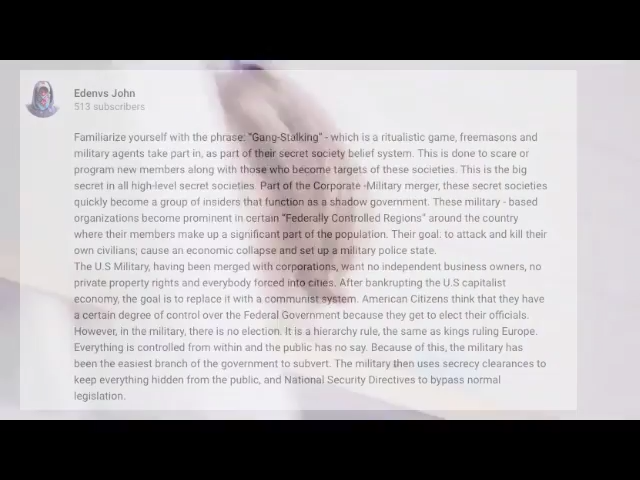 Edenvs John
513 subscribers
Familiarize yourself with the phrase: "Gang-Stalking" - which is a ritualistic game, freemasons and
military agents take part in, as part of their secret society belief system. This is done to scare or
program new members along with those who become targets of these societies. This is the big
secret in all high-level secret societies. Part of the Corporate -Military merger, these secret societies
quickly become a group of insiders that function as a shadow government. These military - based
organizations become prominent in certain "Federally Controlled Regions" around the country
where their members make up a significant part of the population. Their goal: to attack and kill their
own civilians; cause an economic collapse and set up a military police state.
The U.S Military, having been merged with corporations, want no independent business owners, no
private property rights and everybody forced into cities. After bankrupting the U.S capitalist
economy, the goal is to replace it with a communist system. American Citizens think that they have
a certain degree of control over the Federal Government because they get to elect their officials.
However, in the military, there is no election. It is a hierarchy rule, the same as kings ruling Europe.
Everything is controlled from within and the public has no say. Because of this, the military has
been the easiest branch of the government to subvert. The military then uses secrecy clearances to
keep everything hidden from the public, and National Security Directives to bypass normal
legislation.